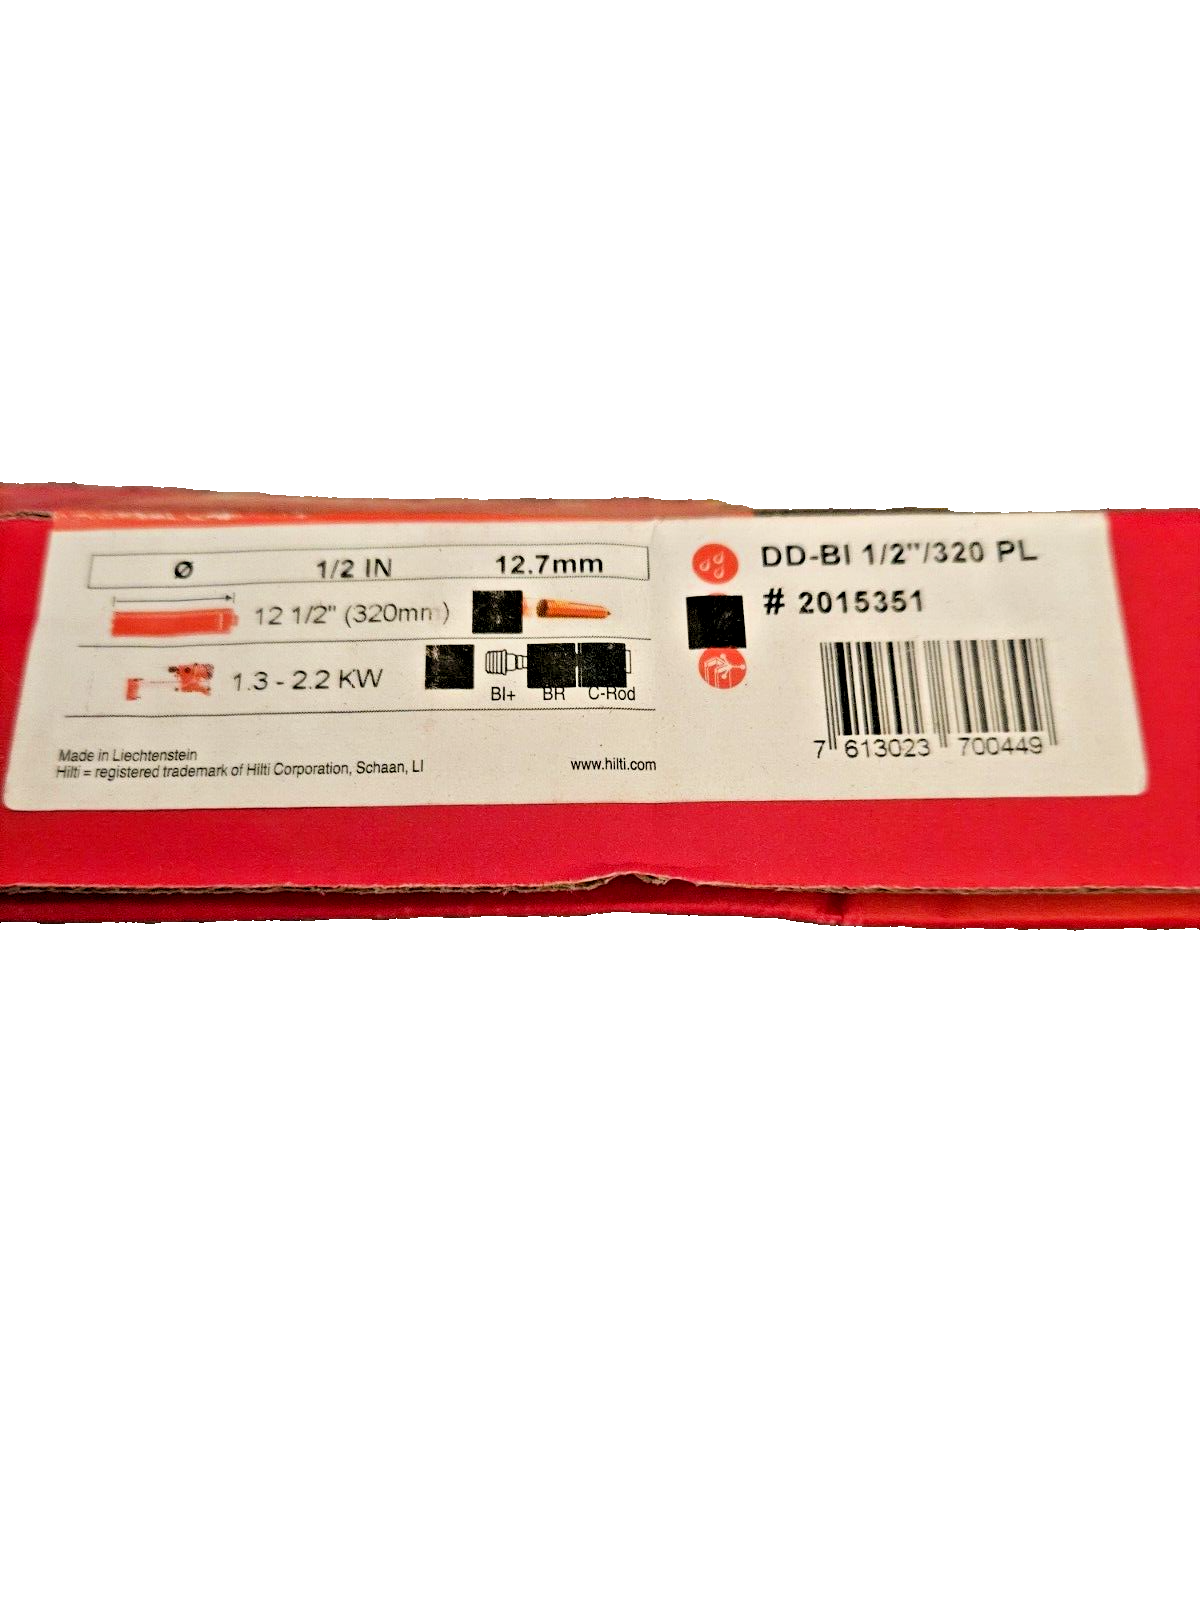 Ø 1/2 IN 12.7mm
12 1/2" (320mm)
1.3 - 2.2 KW
BI+ BR C-Rod
Made in Liechtenstein
Hilti = registered trademark of Hilti Corporation, Schaan, LI
www.hilti.com
DD-BI 1/2"/320 PL
# 2015351
7 613023 700449